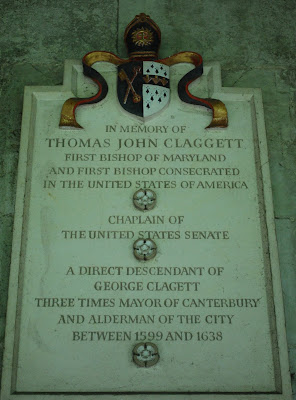 IN MEMORY OF
THOMAS JOHN CLAGGETT
FIRST BISHOP OF MARYLAND
AND FIRST BISHOP CONSECRATED
IN THE UNITED STATES OF AMERICA
CHAPLAIN OF
THE UNITED STATES SENATE
A DIRECT DESCENDANT OF
GEORGE CLAGETT
THREE TIMES MAYOR OF CANTERBURY
AND ALDERMAN OF THE CITY
BETWEEN 1599 AND 1638